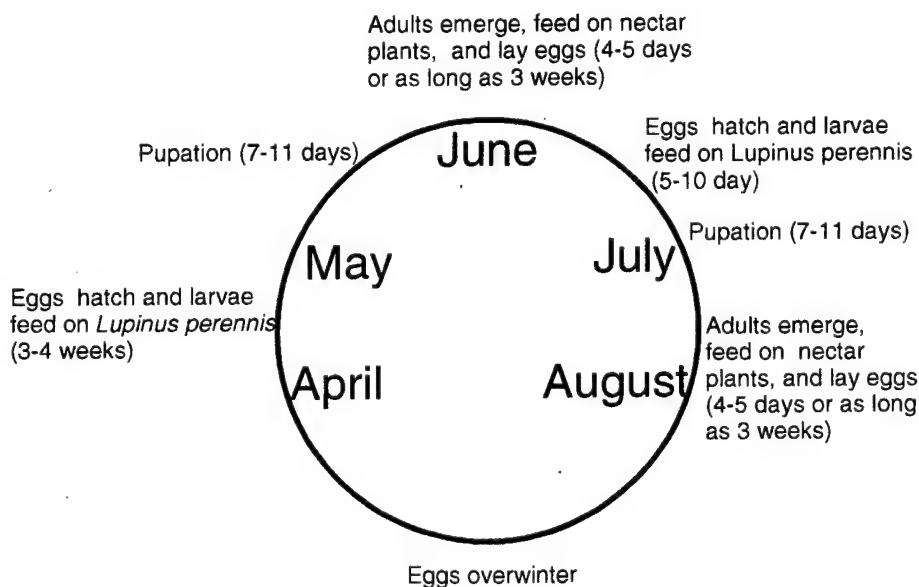 Adults emerge, feed on nectar
plants, and lay eggs (4-5 days
or as long as 3 weeks)
June
Eggs hatch and larvae
feed on Lupinus perennis
(5-10 day)
Pupation (7-11 days)
July
Adults emerge,
feed on nectar
plants, and lay eggs
(4-5 days or as long
as 3 weeks)
August
Eggs overwinter
April
Eggs hatch and larvae
feed on Lupinus perennis
(3-4 weeks)
May
Pupation (7-11 days)